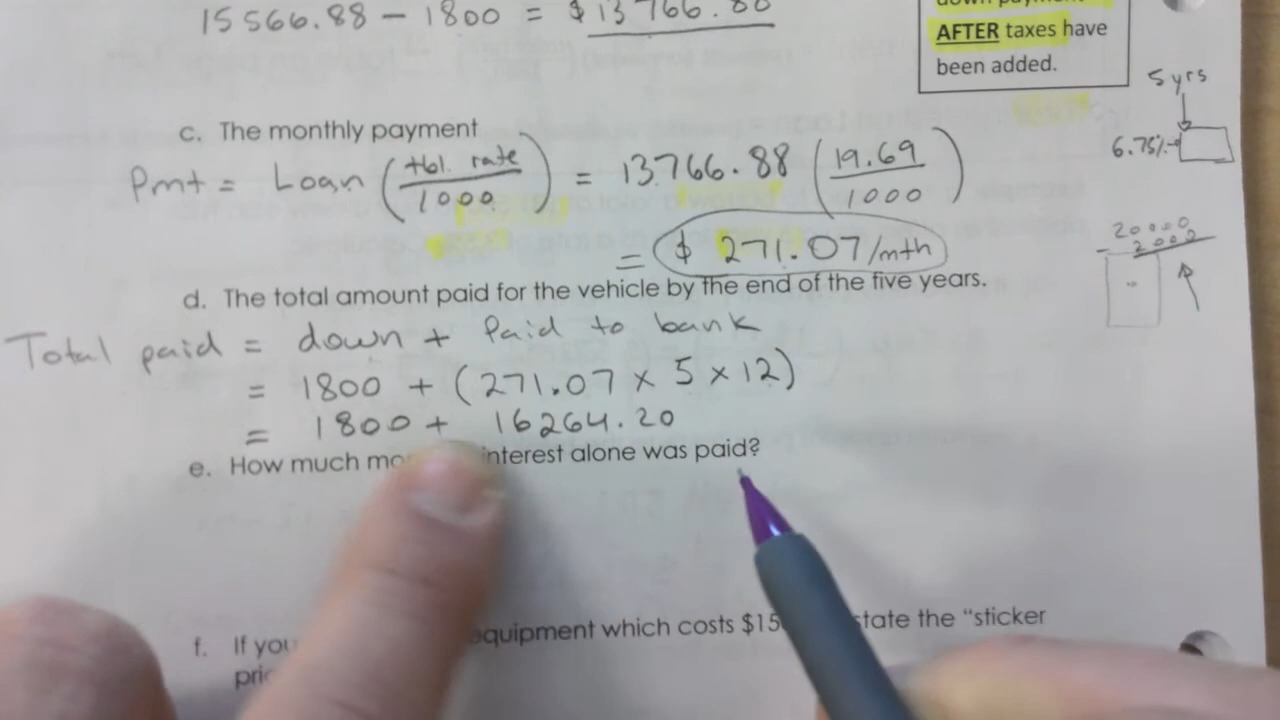 15566.88 - 1800 = $13 766.88
AFTER taxes have
been added.
5 yrs
6.75%
c. The monthly payment
Pmt = Loan (tbl. rate / 1000) = 13766.88 (19.69 / 1000)
= $ 271.07/mth
20000
- 2000
d. The total amount paid for the vehicle by the end of the five years.
Total paid = down + Paid to bank
= 1800 + (271.07 x 5 x 12)
= 1800 + 16264.20
e. How much interest alone was paid?
f. If you equipment which costs $15 state the "sticker